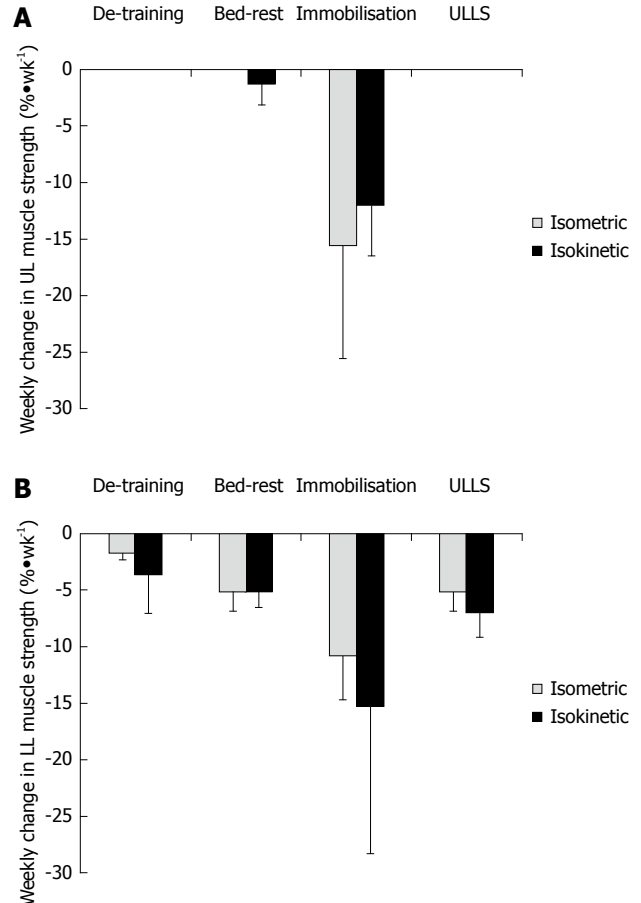 A
De-training Bed-rest Immobilisation ULLS
Weekly change in UL muscle strength (%•wk⁻¹)
0
-5
-10
-15
-20
-25
-30
Isometric
Isokinetic
B
De-training Bed-rest Immobilisation ULLS
Weekly change in LL muscle strength (%•wk⁻¹)
0
-5
-10
-15
-20
-25
-30
Isometric
Isokinetic